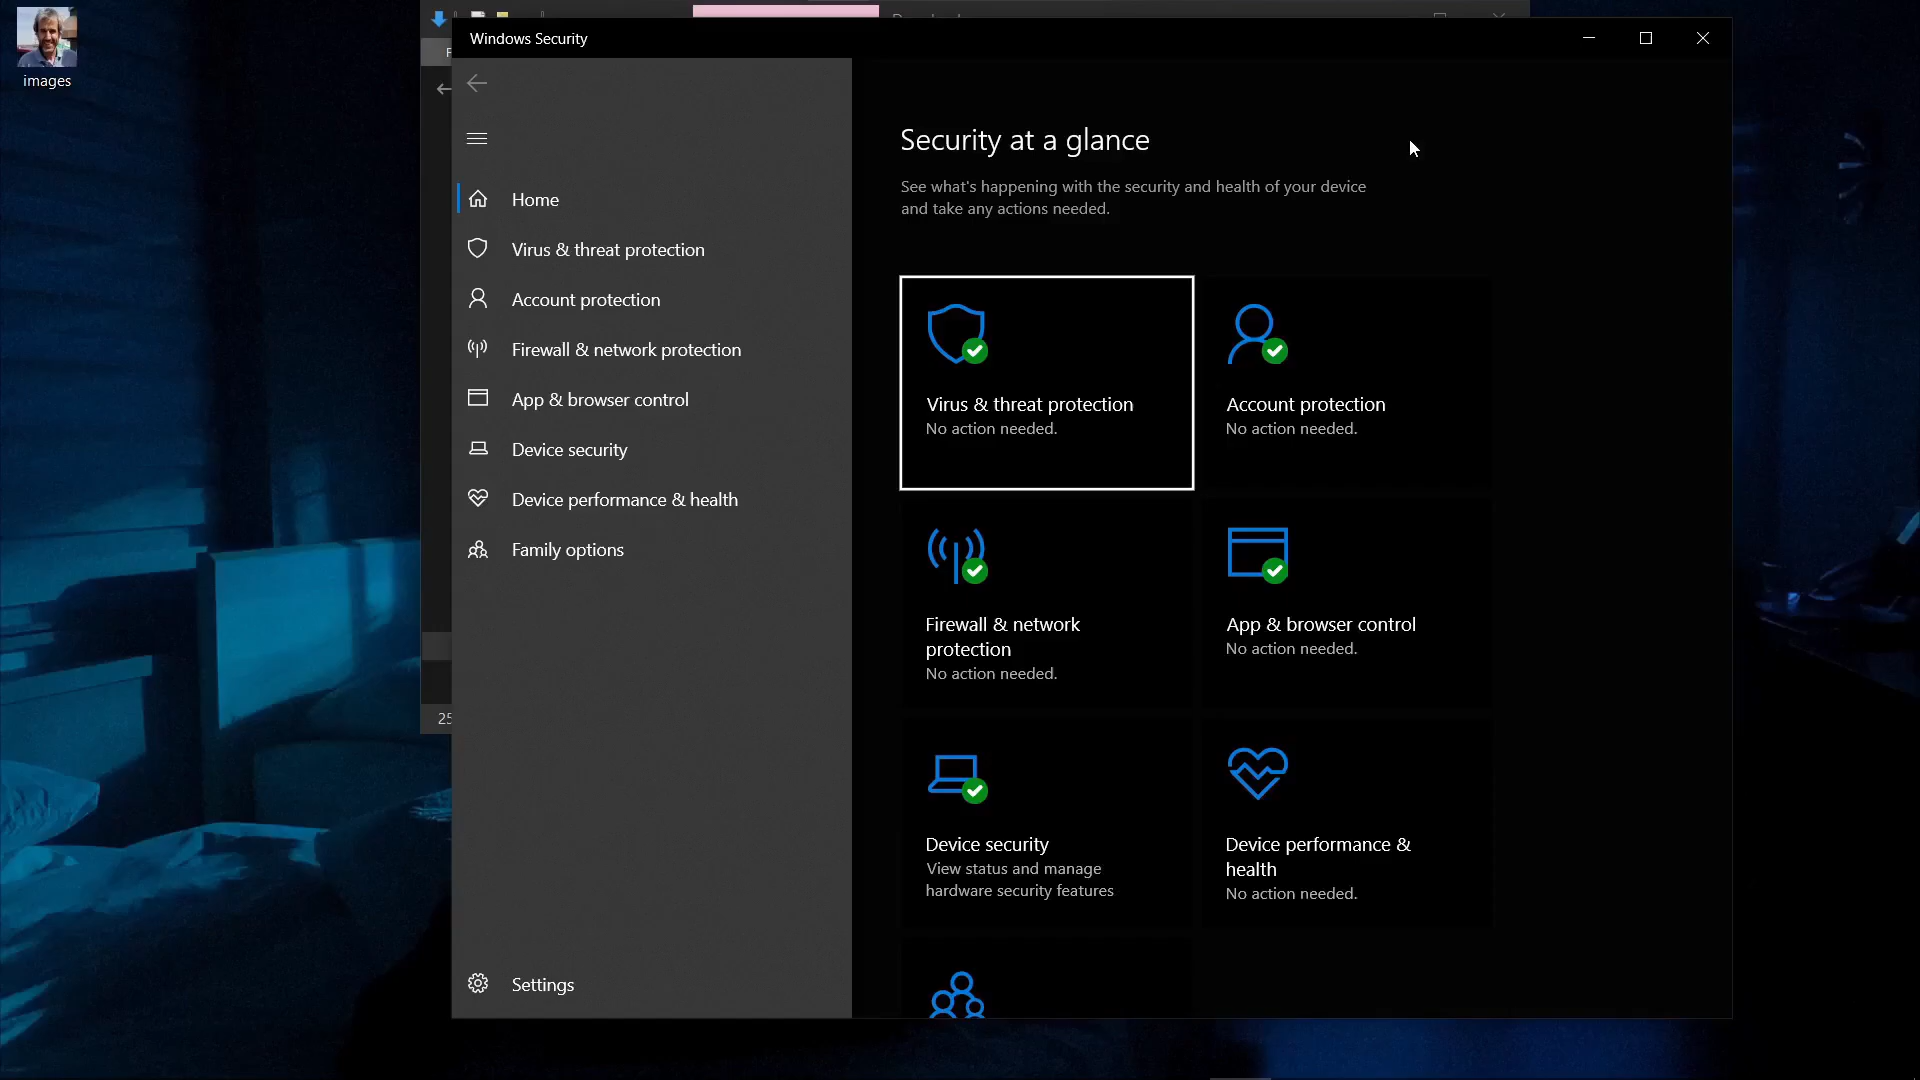 images
Windows Security
Home
Virus & threat protection
Account protection
Firewall & network protection
App & browser control
Device security
Device performance & health
Family options
Settings
25
Security at a glance
See what's happening with the security and health of your device
and take any actions needed.
Virus & threat protection
No action needed.
Account protection
No action needed.
Firewall & network
protection
No action needed.
App & browser control
No action needed.
Device security
View status and manage
hardware security features
Device performance &
health
No action needed.